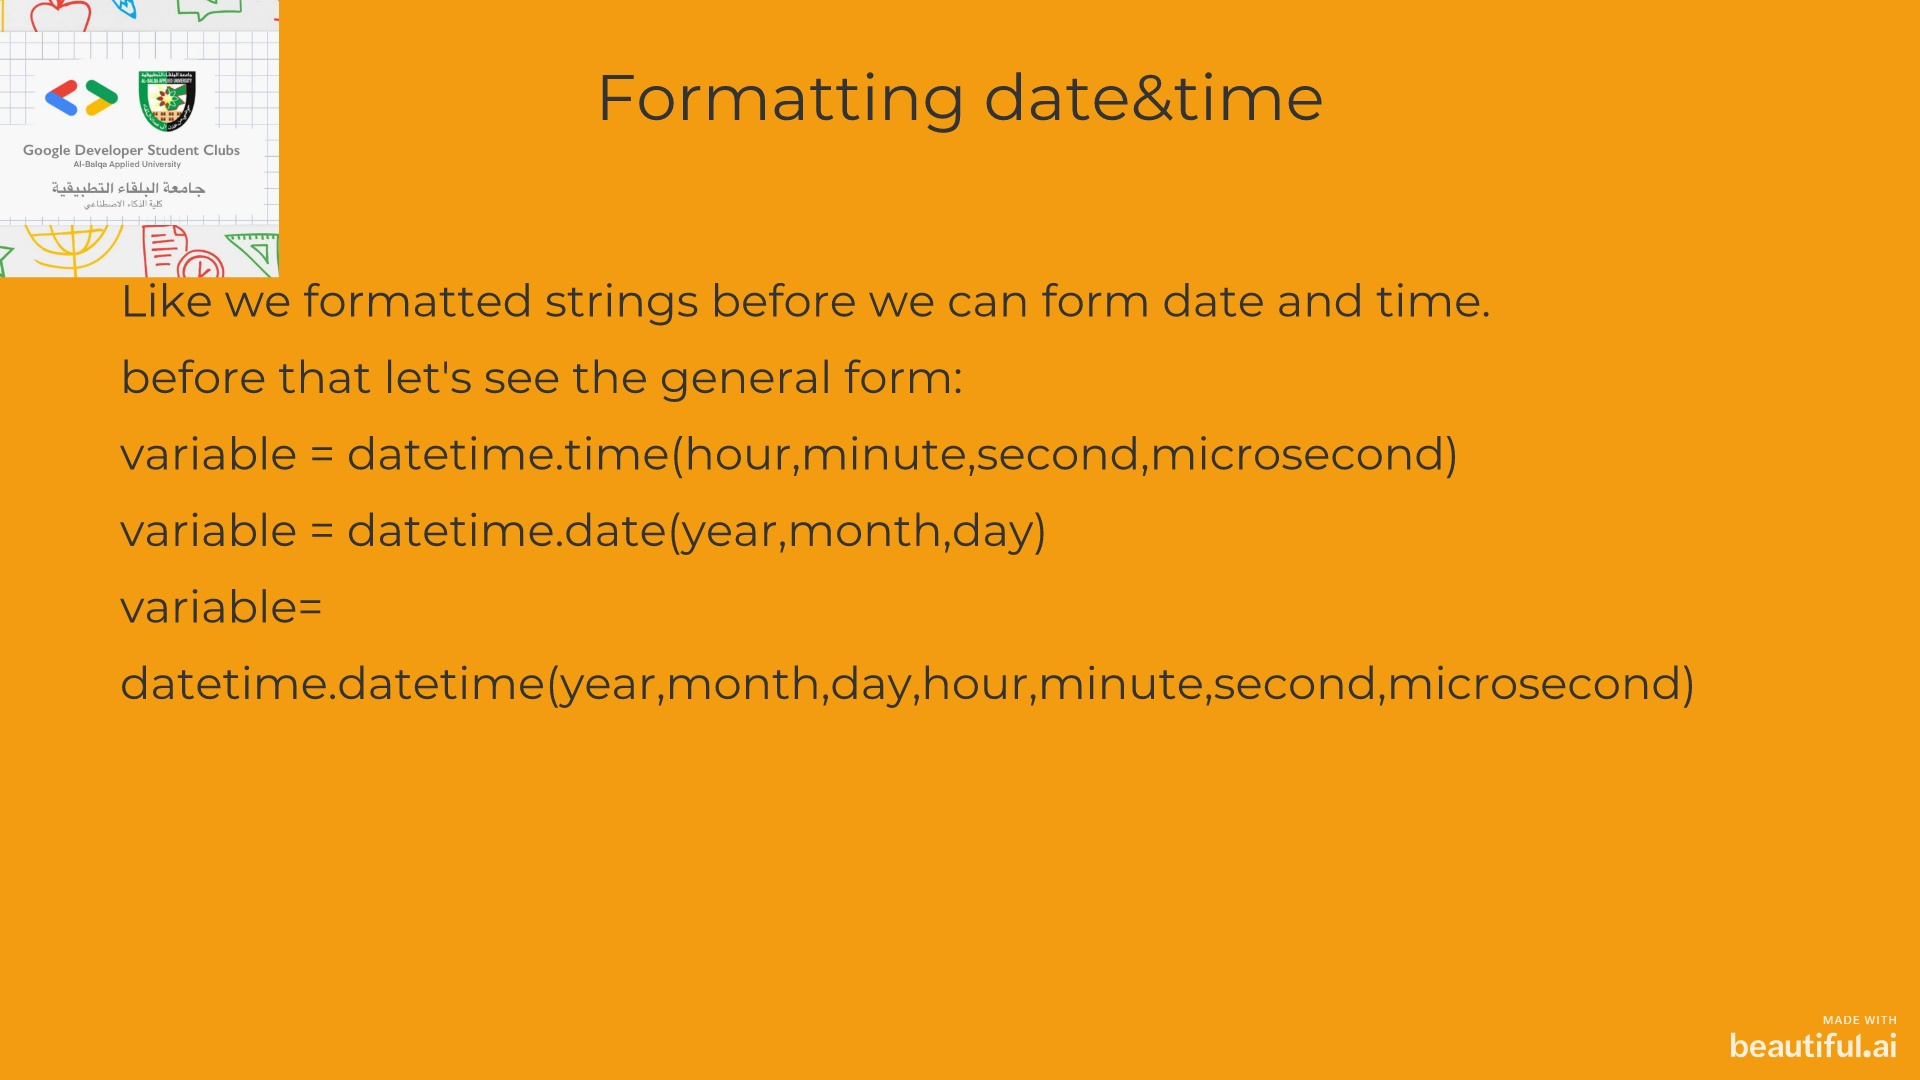 Formatting date&time
Google Developer Student Clubs
Al-Balqa Applied University
جامعة البلقاء التطبيقية
كلية الذكاء الاصطناعي
Like we formatted strings before we can form date and time.
before that let's see the general form:
variable = datetime.time(hour,minute,second,microsecond)
variable = datetime.date(year,month,day)
variable=
datetime.datetime(year,month,day,hour,minute,second,microsecond)
MADE WITH
beautiful.ai